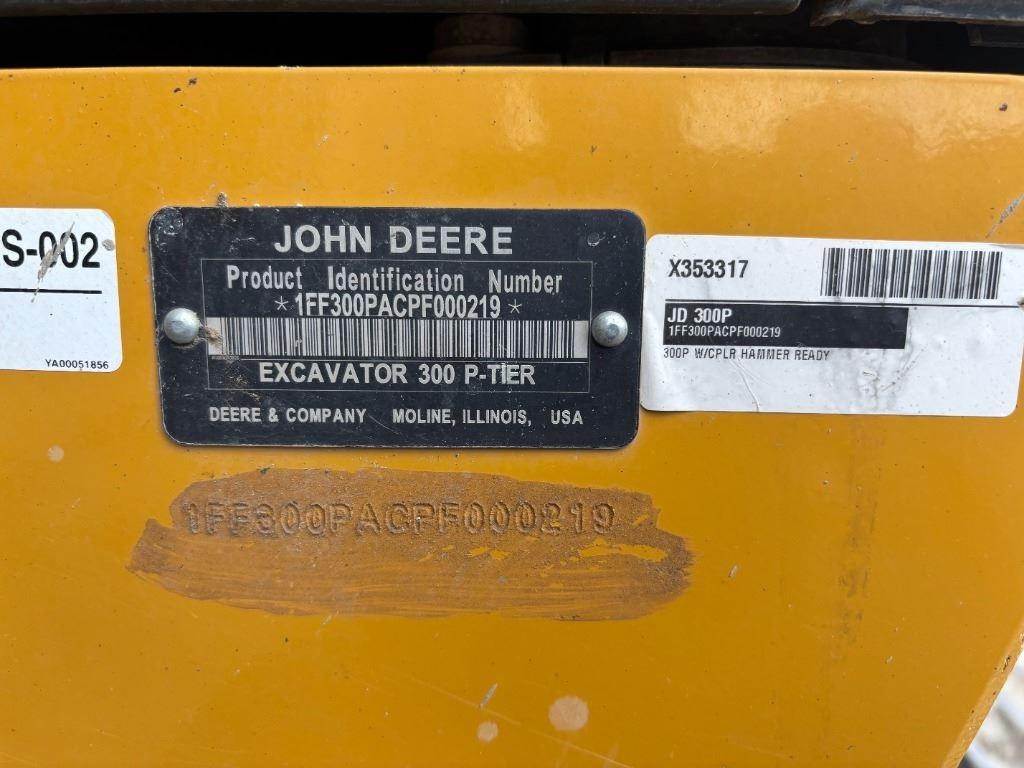 S-002
YA00051856
JOHN DEERE
Product Identification Number
* 1FF300PACPF000219 *
EXCAVATOR 300 P-TIER
DEERE & COMPANY MOLINE, ILLINOIS, USA
X353317
JD 300P
1FF300PACPF000219
300P W/CPLR HAMMER READY
1FF300PACPF000219